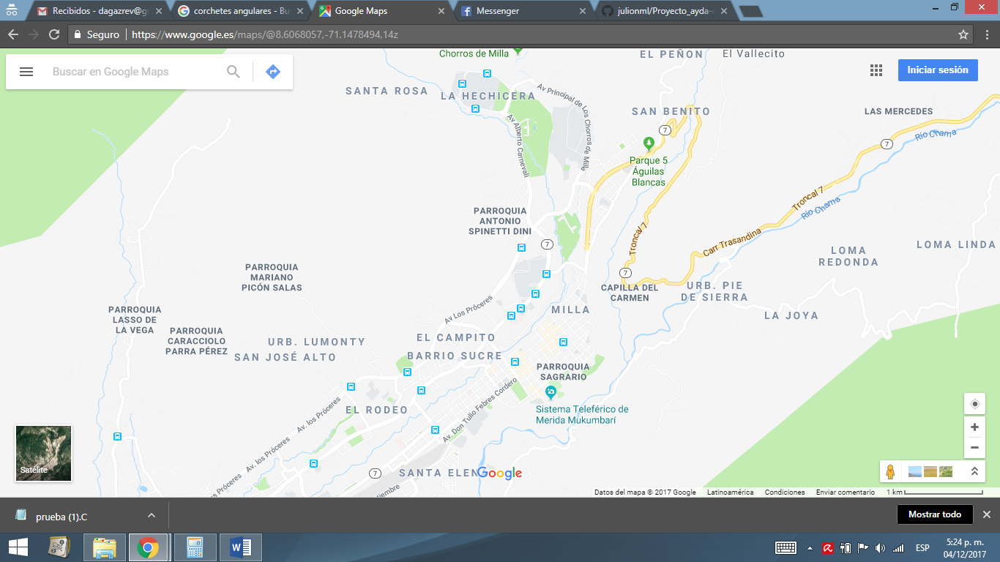 Recibidos - dagazrev@gr
corchetes angulares - Bu
Google Maps
Messenger
julionml/Proyecto_ayda-
Seguro
https://www.google.es/maps/@8.6068057,-71.1478494,14z
Buscar en Google Maps
Iniciar sesión
Chorros de Milla
EL PEÑON
El Vallecito
SANTA ROSA
LA HECHICERA
Av Principal de Los Chorros de Milla
SAN BENITO
LAS MERCEDES
Av Alberto Carnevali
7
7
Río Chama
Parque 5
Águilas
Blancas
Troncal 7
Río Chama
PARROQUIA
ANTONIO
SPINETTI DINI
Troncal 7
Carr Trasandina
7
LOMA
REDONDA
LOMA LINDA
PARROQUIA
MARIANO
PICÓN SALAS
7
CAPILLA DEL
CARMEN
URB. PIE
DE SIERRA
PARROQUIA
LASSO DE
LA VEGA
Av Los Próceres
MILLA
LA JOYA
PARROQUIA
CARACCIOLO
PARRA PÉREZ
URB. LUMONTY
SAN JOSÉ ALTO
EL CAMPITO
BARRIO SUCRE
PARROQUIA
SAGRARIO
EL RODEO
Av. los Próceres
Av. Don Tulio Febres Cordero
Sistema Teleférico de
Merida Mukumbarí
Av. los Próceres
Satélite
7
SANTA ELEN
Google
Datos del mapa © 2017 Google
Latinoamérica
Condiciones
Enviar comentario
1 km
prueba (1).C
Mostrar todo
ESP
5:24 p. m.
04/12/2017